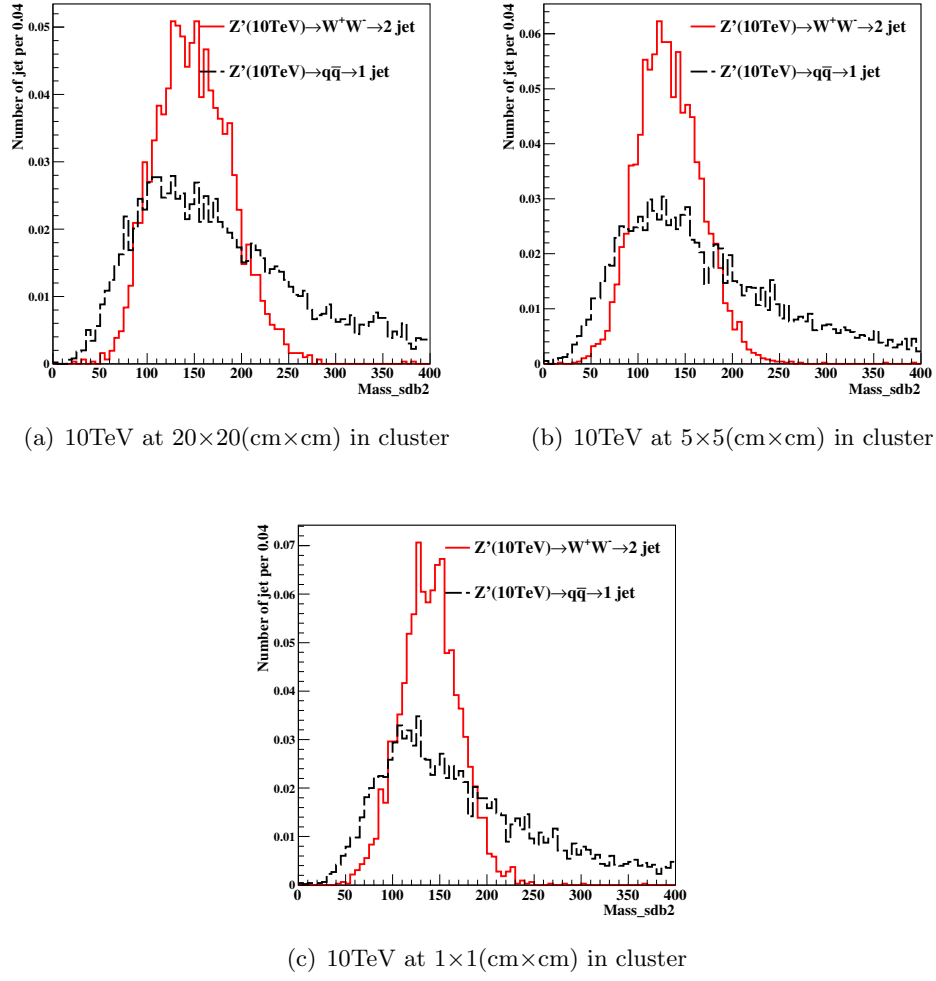 Number of jet per 0.04
0.05
0.04
0.03
0.02
0.01
0
Z'(10TeV)→W⁺W⁻→2 jet
Z'(10TeV)→qq̅→1 jet
0 50 100 150 200 250 300 350 400
Mass_sdb2
(a) 10TeV at 20×20(cm×cm) in cluster
Number of jet per 0.04
0.06
0.05
0.04
0.03
0.02
0.01
0
Z'(10TeV)→W⁺W⁻→2 jet
Z'(10TeV)→qq̅→1 jet
0 50 100 150 200 250 300 350 400
Mass_sdb2
(b) 10TeV at 5×5(cm×cm) in cluster
Number of jet per 0.04
0.07
0.06
0.05
0.04
0.03
0.02
0.01
0
Z'(10TeV)→W⁺W⁻→2 jet
Z'(10TeV)→qq̅→1 jet
0 50 100 150 200 250 300 350 400
Mass_sdb2
(c) 10TeV at 1×1(cm×cm) in cluster